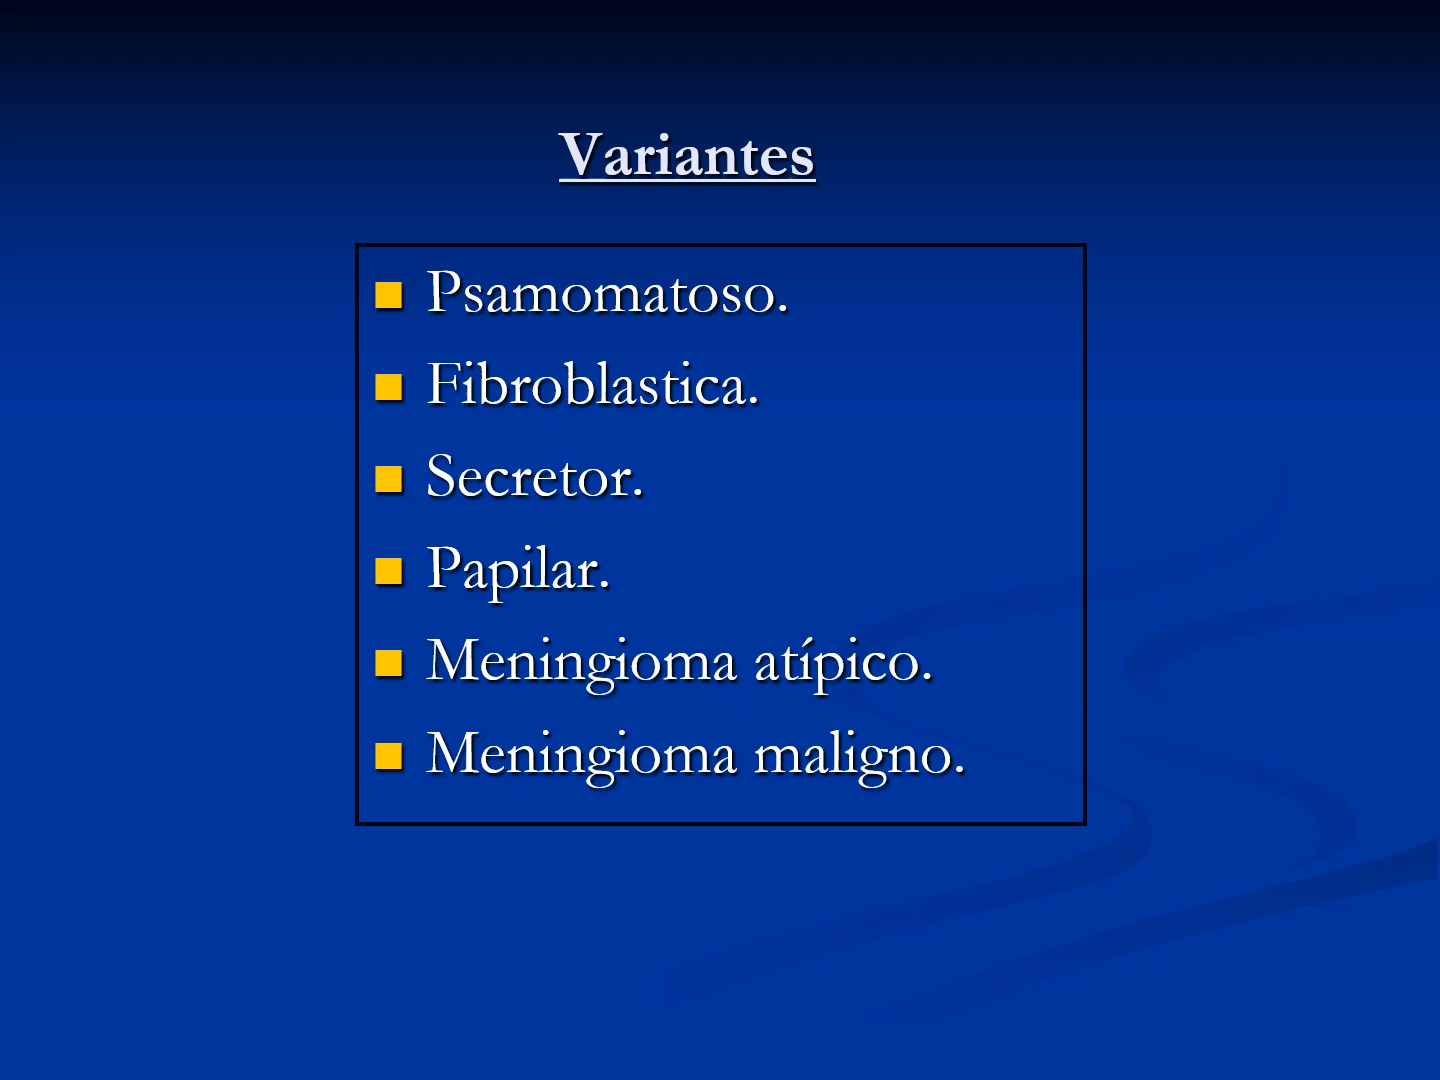 Variantes
Psamomatoso.
Fibroblastica.
Secretor.
Papilar.
Meningioma atípico.
Meningioma maligno.